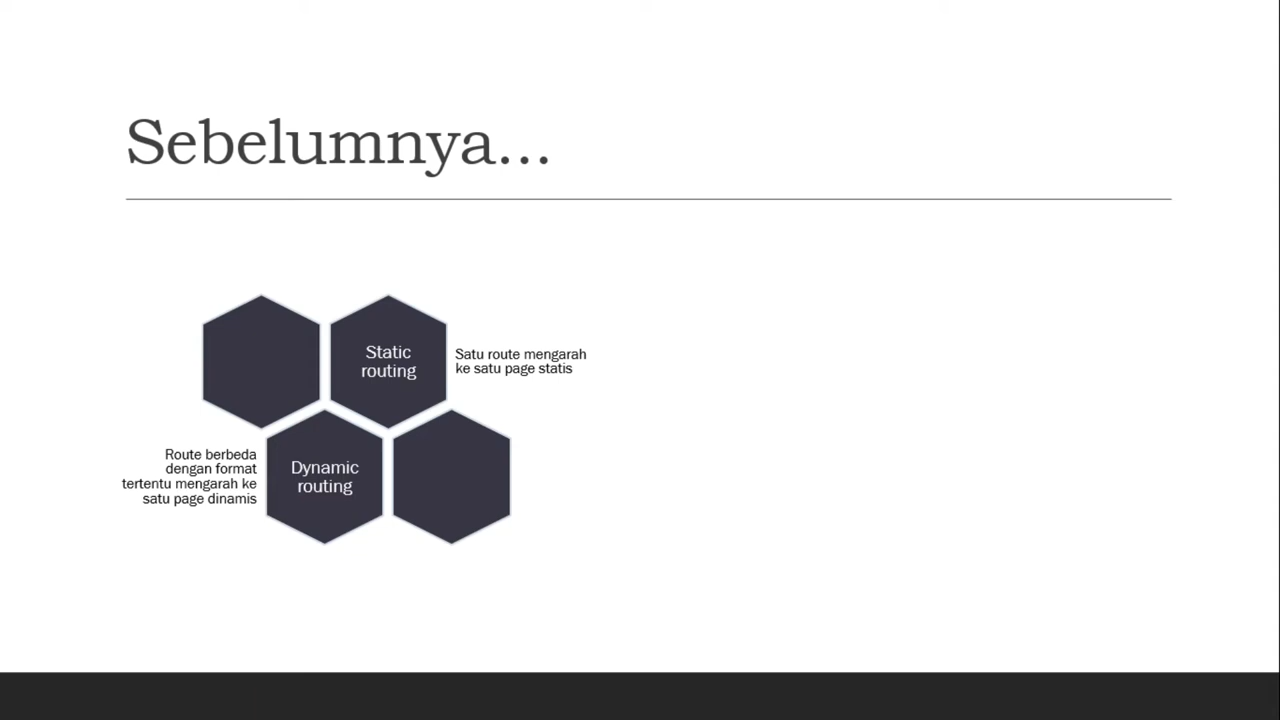 Sebelumnya...
Static
routing
Satu route mengarah
ke satu page statis
Route berbeda
dengan format
tertentu mengarah ke
satu page dinamis
Dynamic
routing